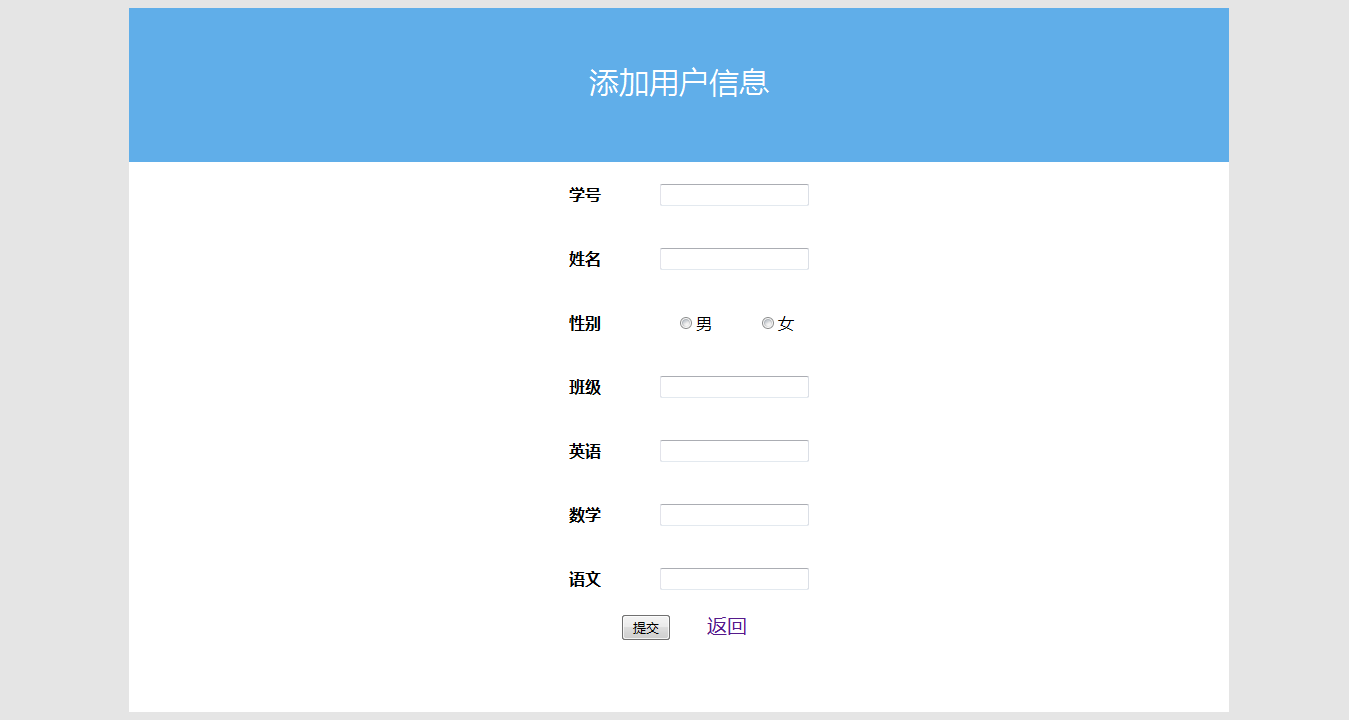 添加用户信息
学号
姓名
性别 男 女
班级
英语
数学
语文
提交 返回